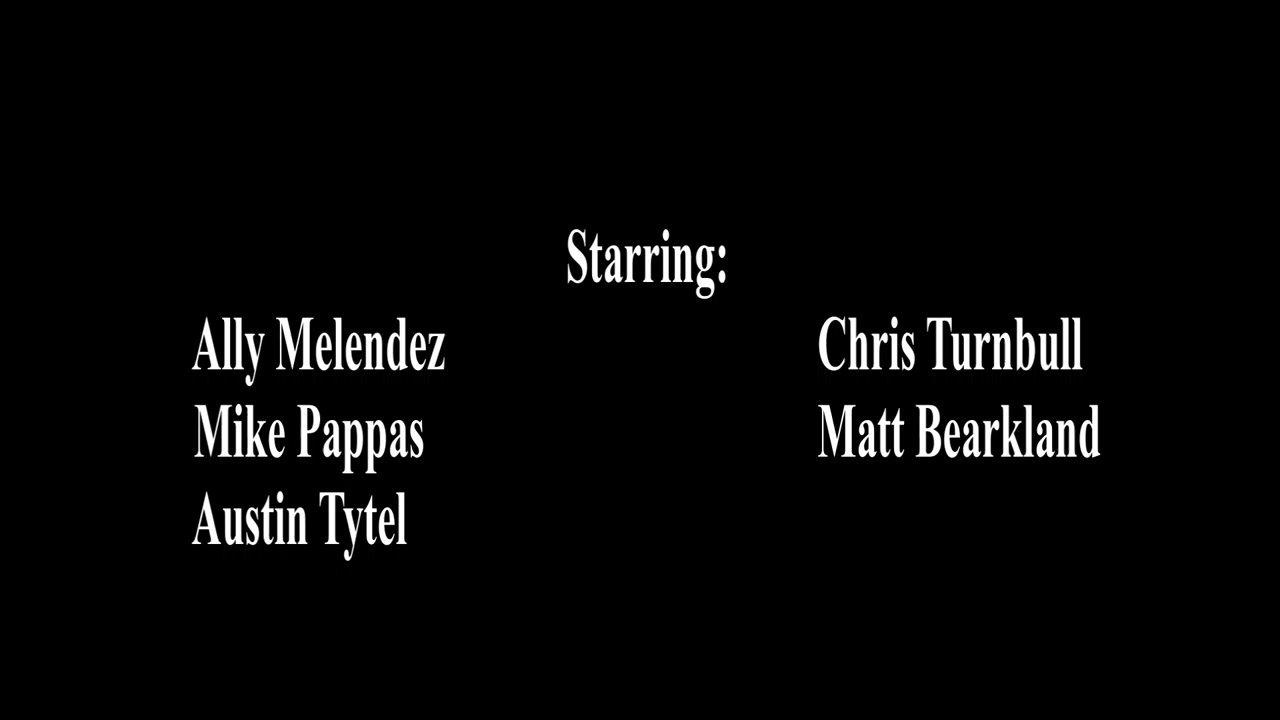 Starring:
Ally Melendez
Chris Turnbull
Mike Pappas
Matt Bearkland
Austin Tytel